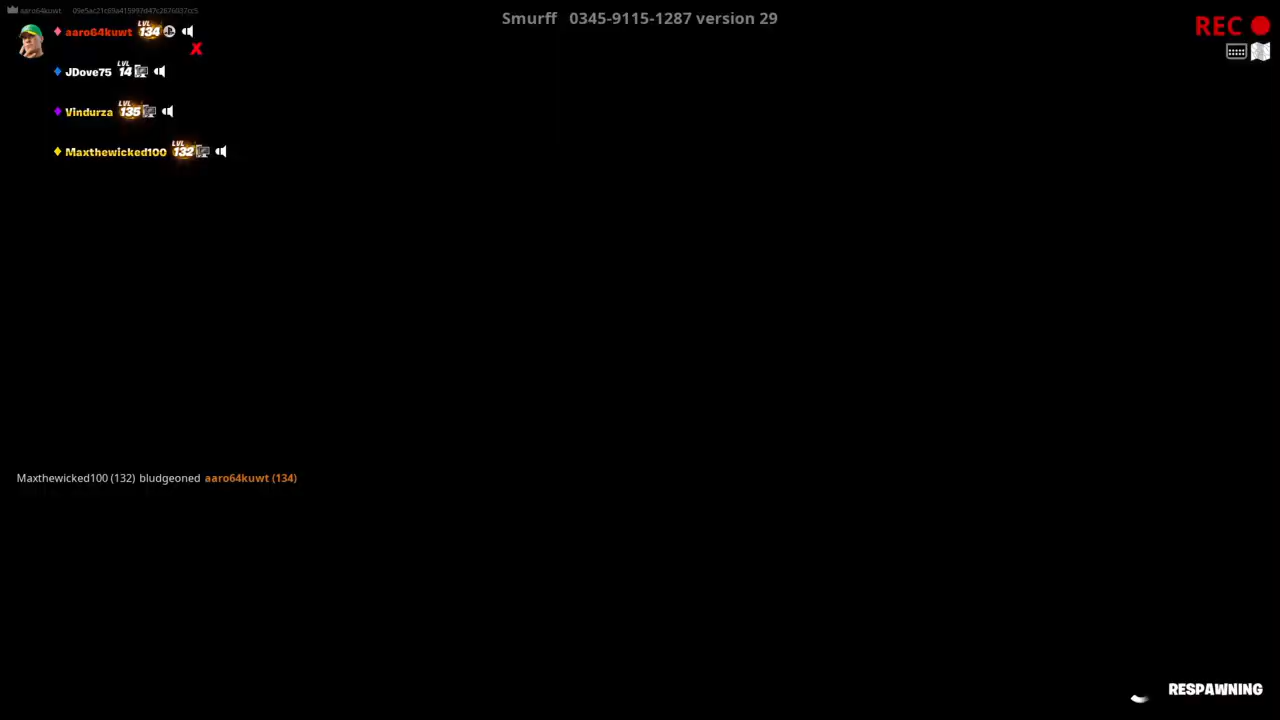 aaro64kuwt
Smurff 0345-9115-1287 version 29
REC
aaro64kuwt LVL 134
X
JDove75 LVL 14
Vindurza LVL 135
Maxthewicked100 LVL 132
Maxthewicked100 (132) bludgeoned aaro64kuwt (134)
RESPAWNING